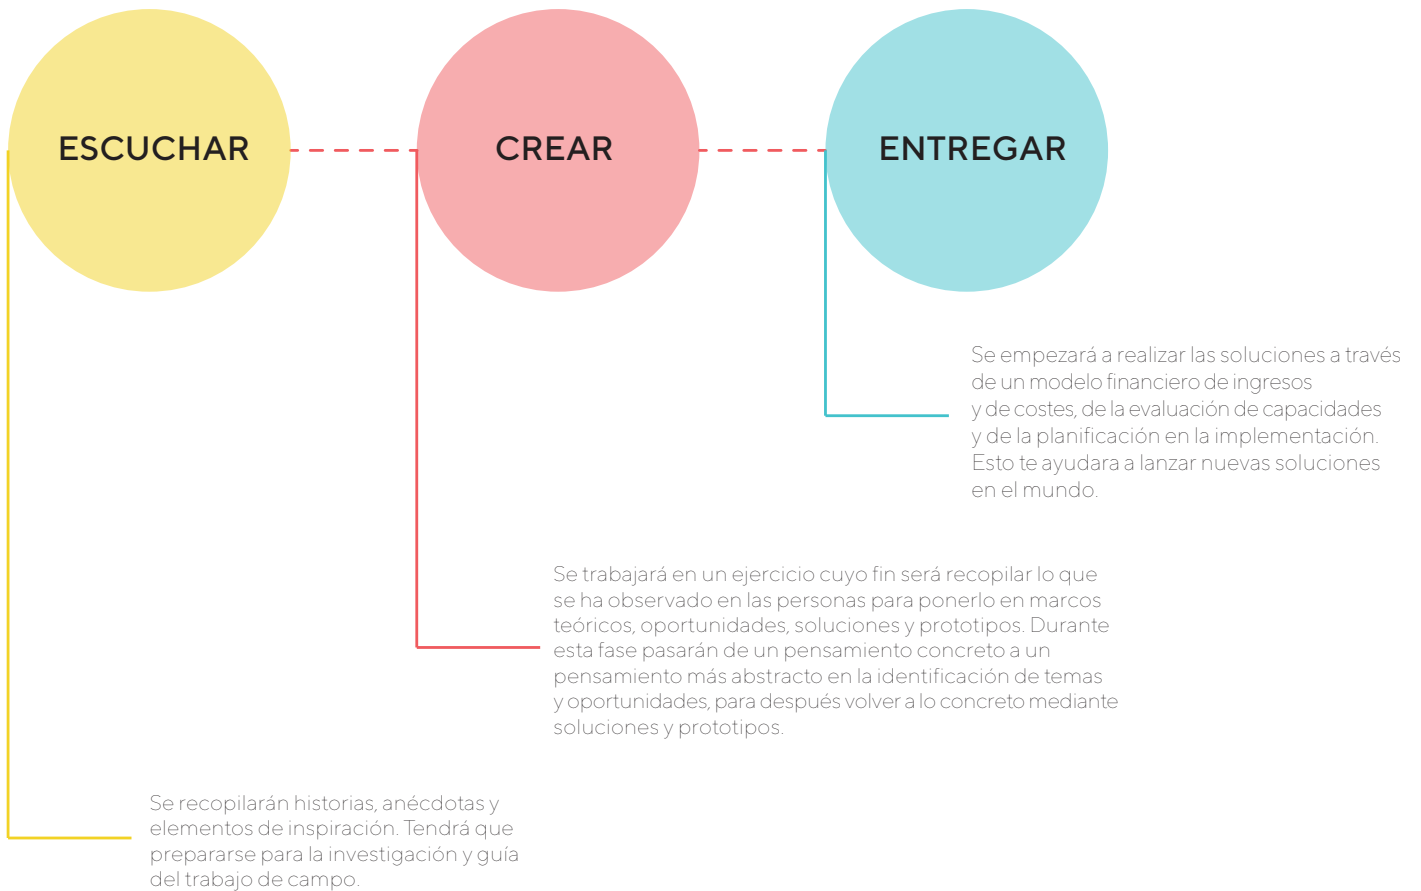 ESCUCHAR
CREAR
ENTREGAR
Se empezará a realizar las soluciones a través
de un modelo financiero de ingresos
y de costes, de la evaluación de capacidades
y de la planificación en la implementación.
Esto te ayudara a lanzar nuevas soluciones
en el mundo.
Se trabajará en un ejercicio cuyo fin será recopilar lo que
se ha observado en las personas para ponerlo en marcos
teóricos, oportunidades, soluciones y prototipos. Durante
esta fase pasarán de un pensamiento concreto a un
pensamiento más abstracto en la identificación de temas
y oportunidades, para después volver a lo concreto mediante
soluciones y prototipos.
Se recopilarán historias, anécdotas y
elementos de inspiración. Tendrá que
prepararse para la investigación y guía
del trabajo de campo.